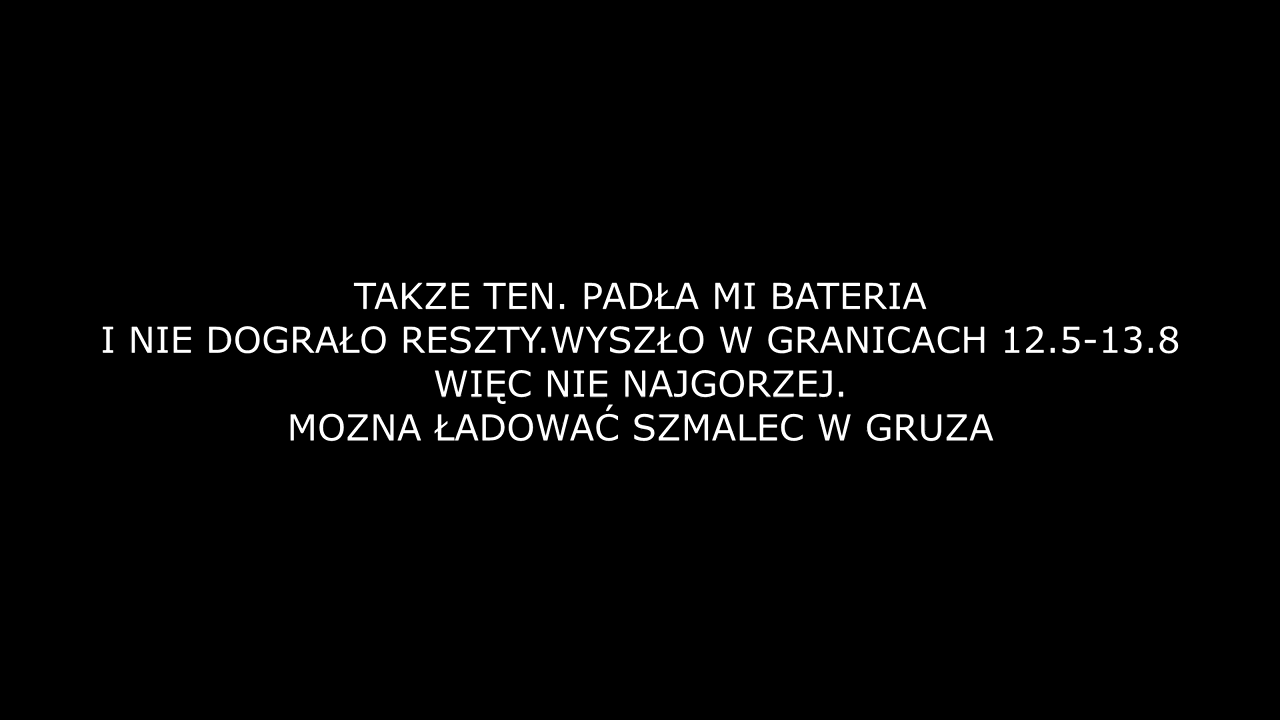 TAKZE TEN. PADŁA MI BATERIA
I NIE DOGRAŁO RESZTY.WYSZŁO W GRANICACH 12.5-13.8
WIĘC NIE NAJGORZEJ.
MOZNA ŁADOWAĆ SZMALEC W GRUZA